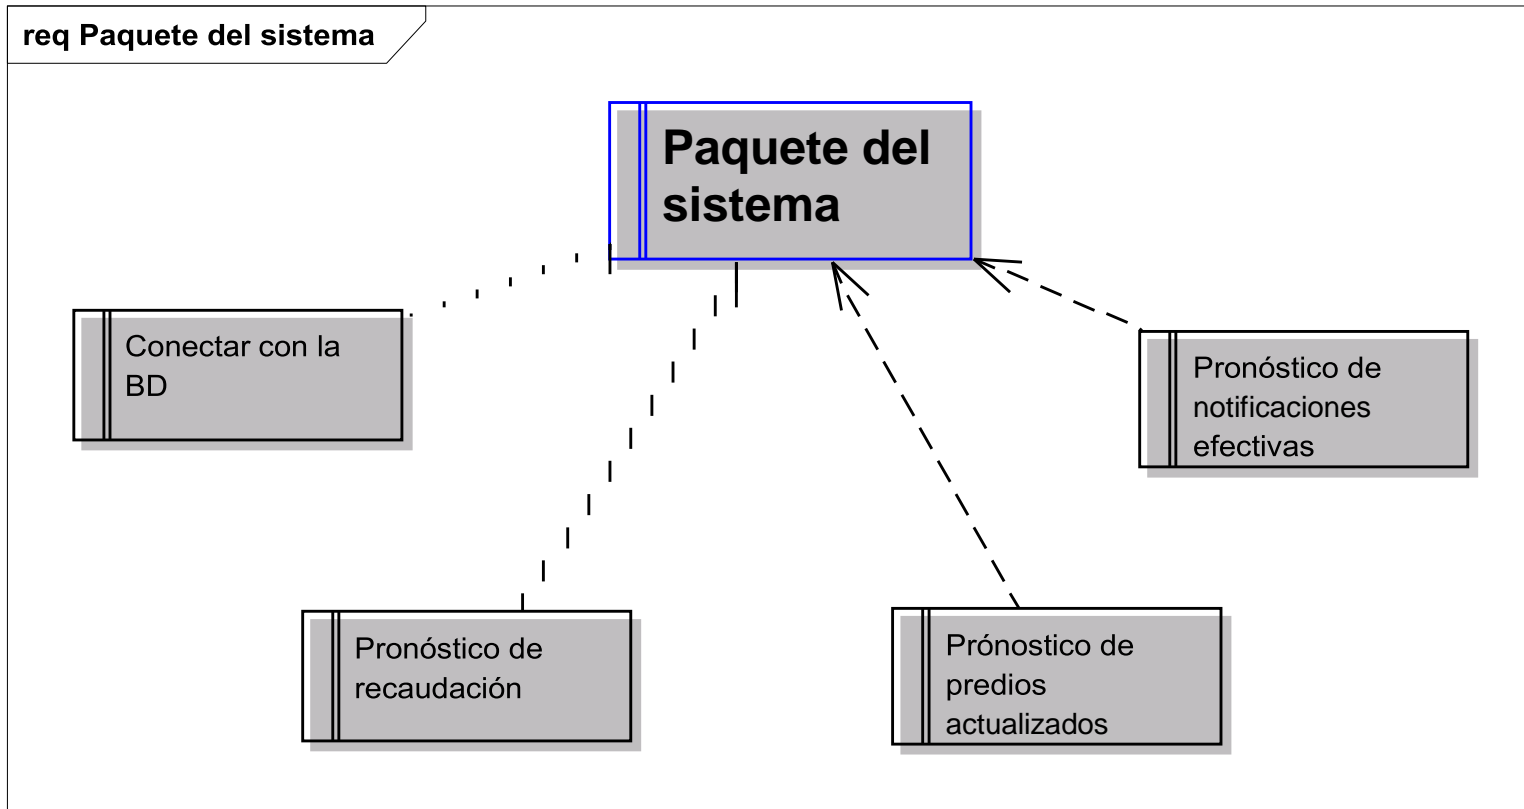 req Paquete del sistema
Paquete del
sistema
Conectar con la
BD
Pronóstico de
notificaciones
efectivas
Pronóstico de
recaudación
Prónostico de
predios
actualizados